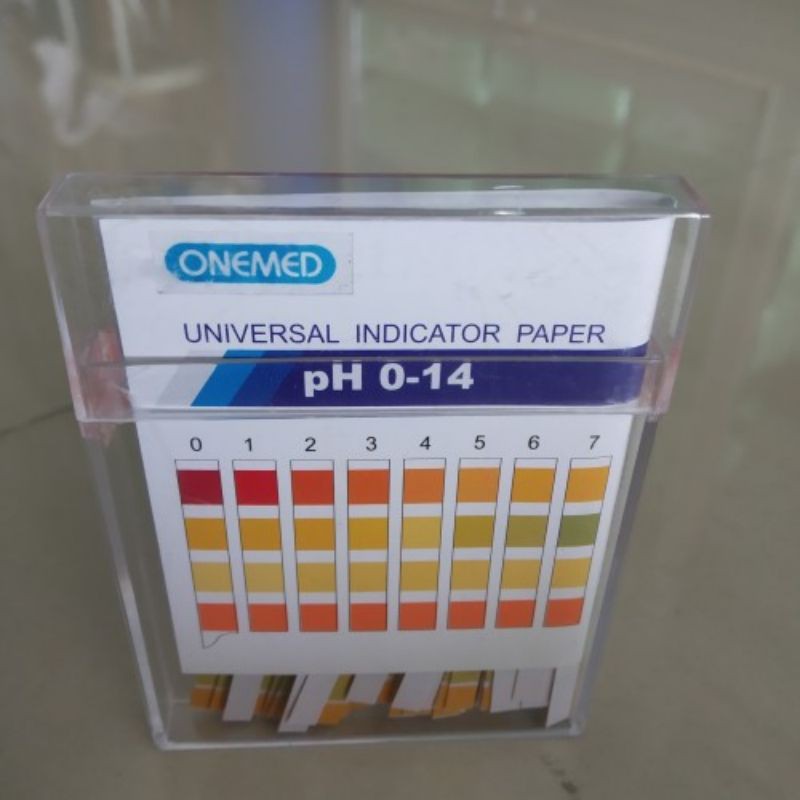 ONEMED
UNIVERSAL INDICATOR PAPER
pH 0-14
0 1 2 3 4 5 6 7